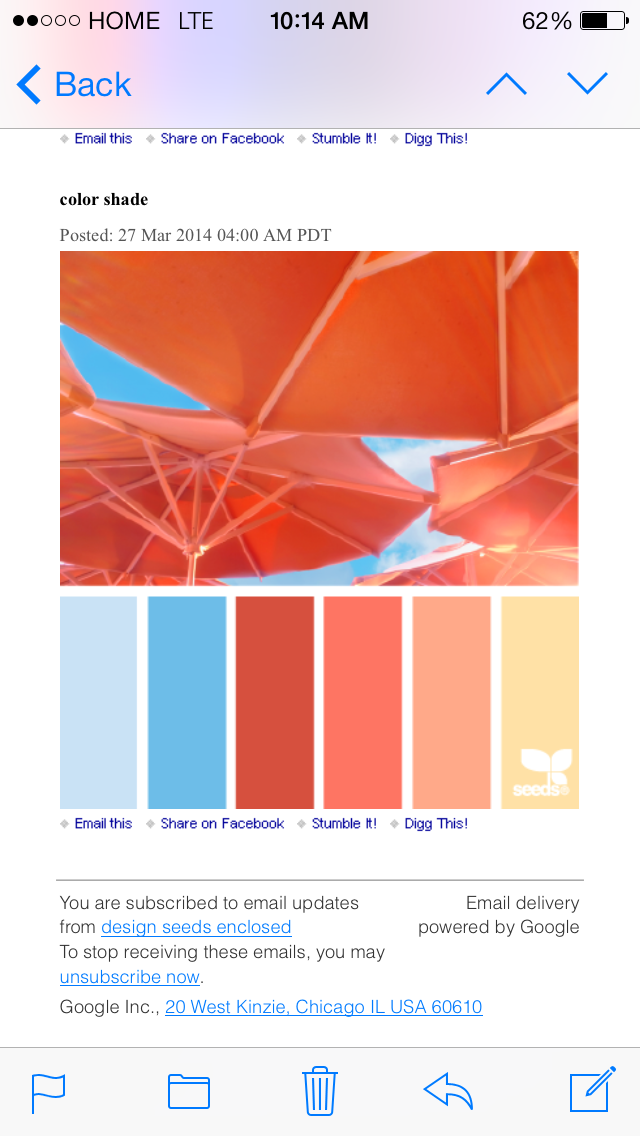 HOME LTE 10:14 AM 62%
Back
Email this Share on Facebook Stumble It! Digg This!
color shade
Posted: 27 Mar 2014 04:00 AM PDT
seeds®
Email this Share on Facebook Stumble It! Digg This!
You are subscribed to email updates
from design seeds enclosed
To stop receiving these emails, you may
unsubscribe now.
Email delivery
powered by Google
Google Inc., 20 West Kinzie, Chicago IL USA 60610